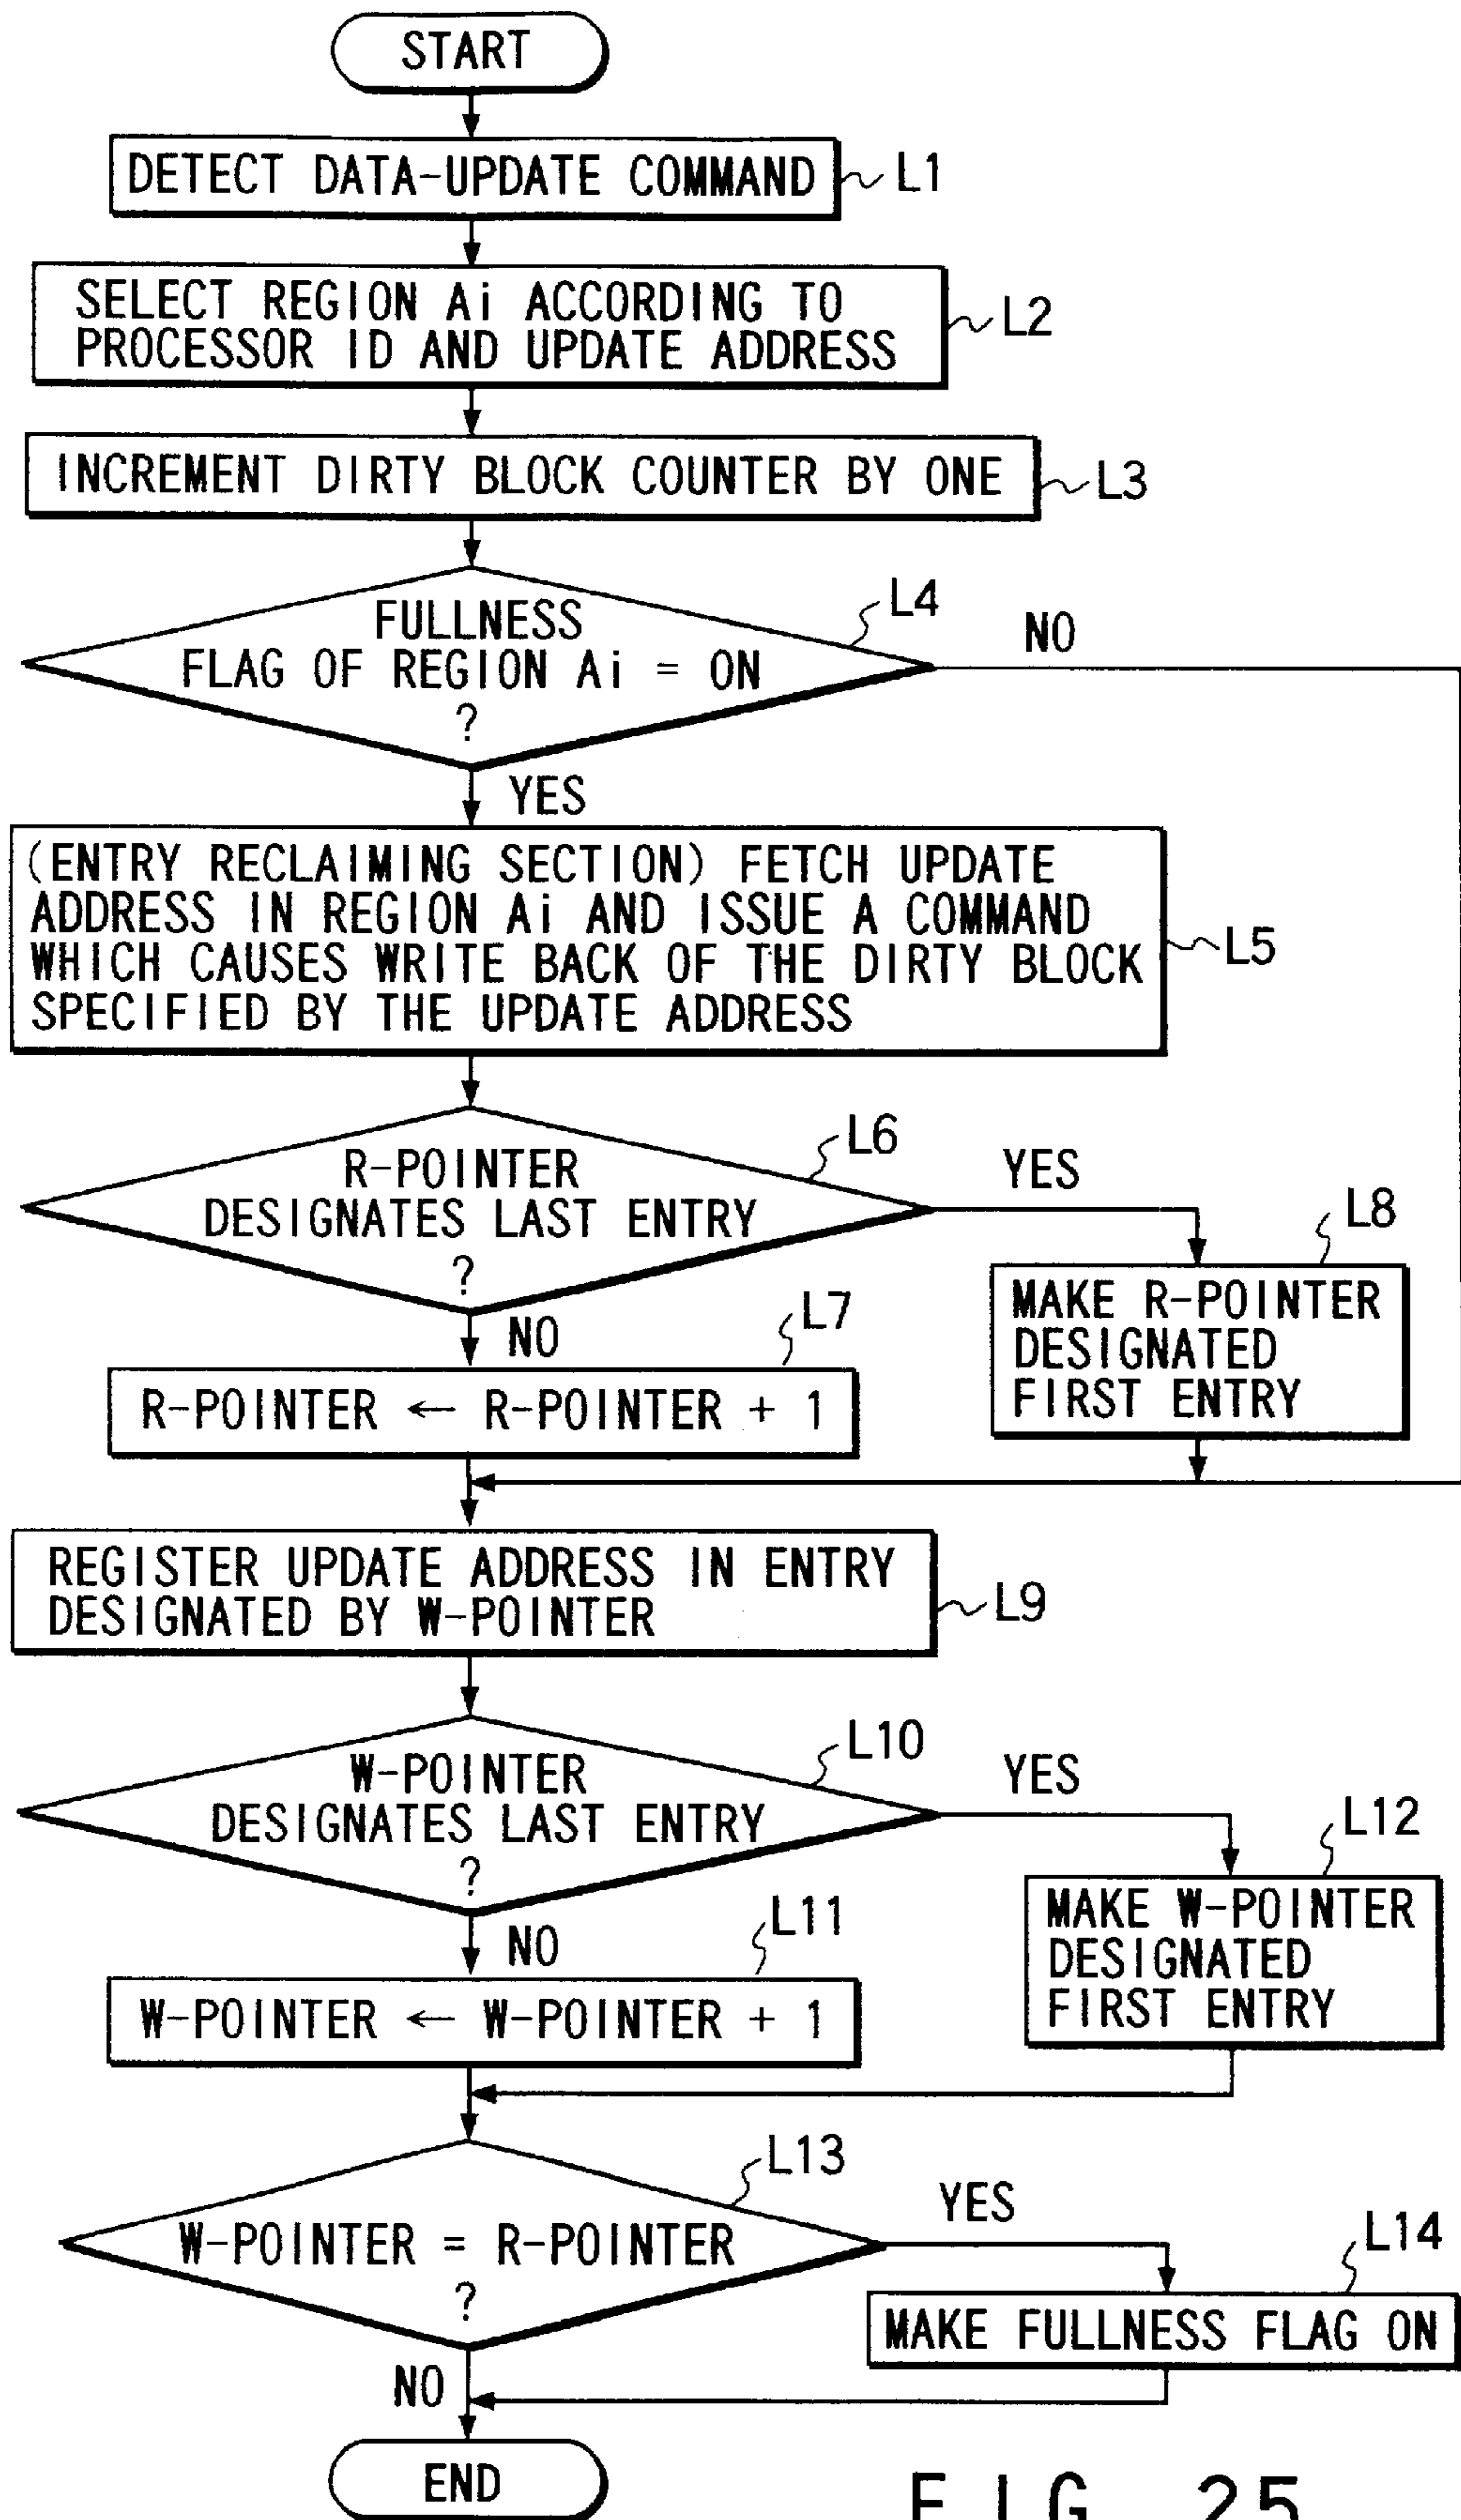 START
DETECT DATA-UPDATE COMMAND
L1
SELECT REGION Ai ACCORDING TO
PROCESSOR ID AND UPDATE ADDRESS
L2
INCREMENT DIRTY BLOCK COUNTER BY ONE
L3
L4
NO
FULLNESS
FLAG OF REGION Ai = ON
?
YES
(ENTRY RECLAIMING SECTION) FETCH UPDATE
ADDRESS IN REGION Ai AND ISSUE A COMMAND
WHICH CAUSES WRITE BACK OF THE DIRTY BLOCK
SPECIFIED BY THE UPDATE ADDRESS
L5
L6
YES
R-POINTER
DESIGNATES LAST ENTRY
?
L8
MAKE R-POINTER
DESIGNATED
FIRST ENTRY
NO
L7
R-POINTER ← R-POINTER + 1
REGISTER UPDATE ADDRESS IN ENTRY
DESIGNATED BY W-POINTER
L9
L10
YES
W-POINTER
DESIGNATES LAST ENTRY
?
L12
MAKE W-POINTER
DESIGNATED
FIRST ENTRY
NO
L11
W-POINTER ← W-POINTER + 1
L13
YES
W-POINTER = R-POINTER
?
L14
MAKE FULLNESS FLAG ON
NO
END
FIG. 25